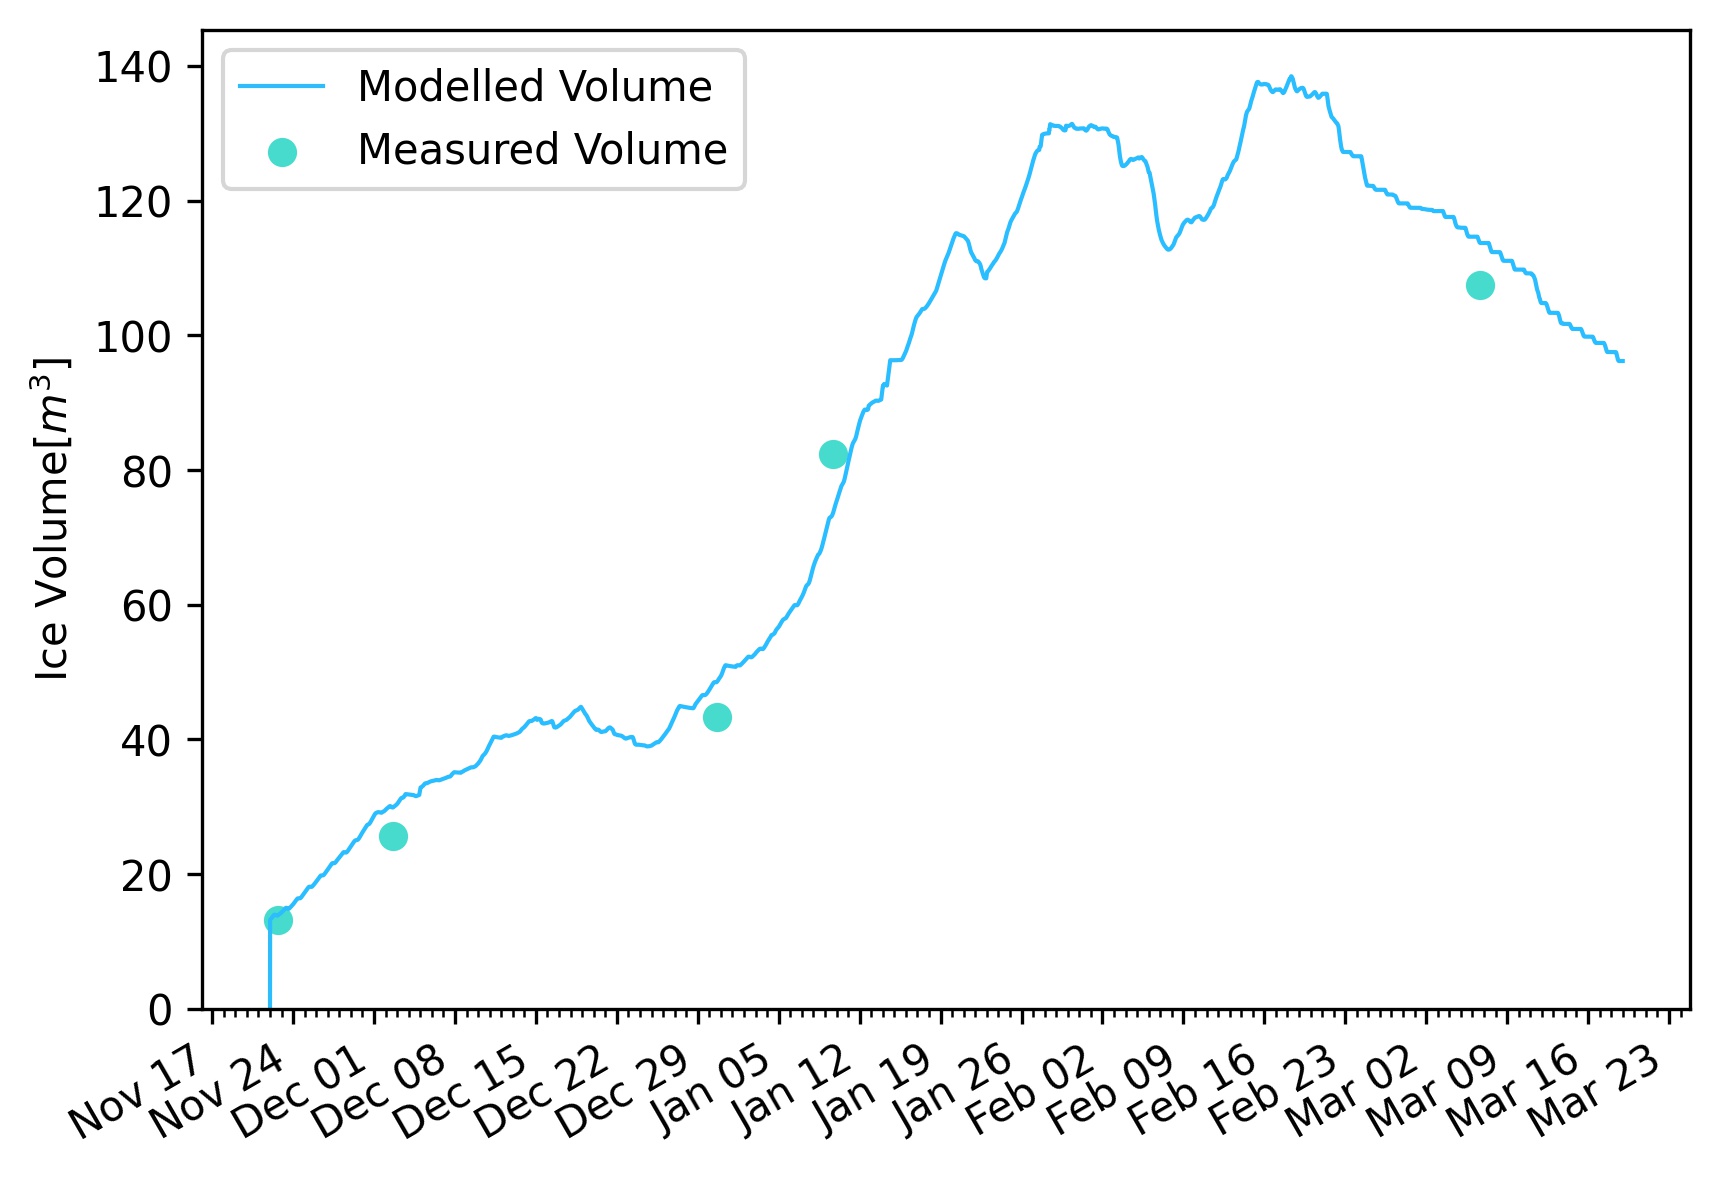 140
120
100
80
60
40
20
0
Ice Volume[m³]
Modelled Volume
Measured Volume
Nov 17
Nov 24
Dec 01
Dec 08
Dec 15
Dec 22
Dec 29
Jan 05
Jan 12
Jan 19
Jan 26
Feb 02
Feb 09
Feb 16
Feb 23
Mar 02
Mar 09
Mar 16
Mar 23